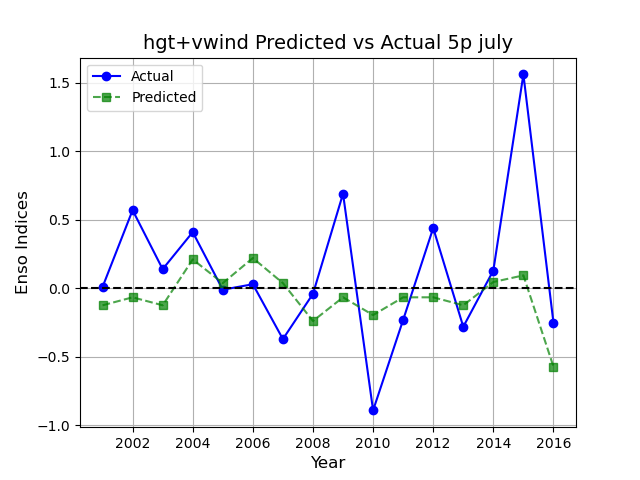 hgt+vwind Predicted vs Actual 5p july
Actual
Predicted
1.5
1.0
0.5
0.0
−0.5
−1.0
Enso Indices
2002 2004 2006 2008 2010 2012 2014 2016
Year